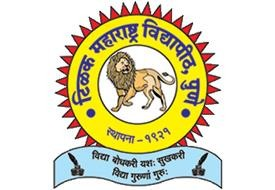 टिळक महाराष्ट्र विद्यापीठ, पुणे
स्थापना - १९२१
विद्या बोधकरी यशः सुखकरी
विद्या गुरुणां गुरुः